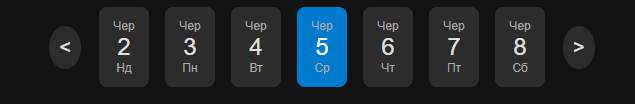 Чер Чер Чер Чер Чер Чер Чер
< 2 3 4 5 6 7 8 >
Нд Пн Вт Ср Чт Пт Сб